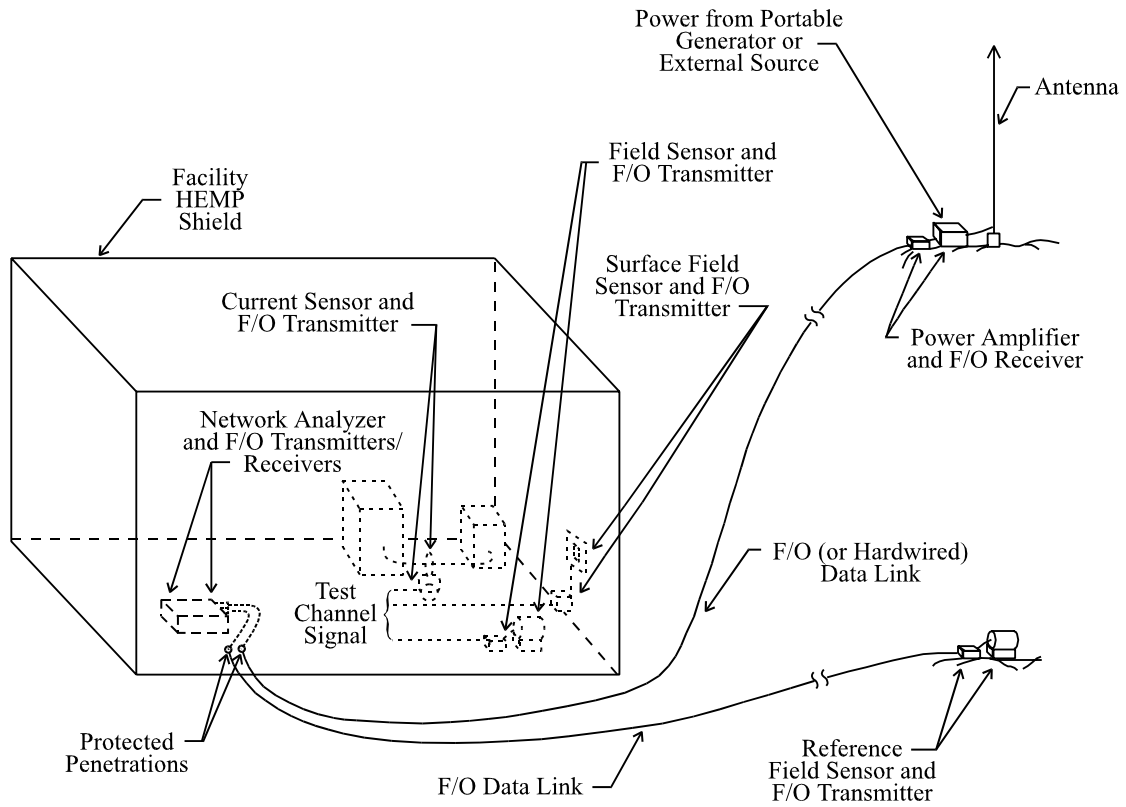 Power from Portable
Generator or
External Source
Antenna
Field Sensor and
F/O Transmitter
Facility
HEMP
Shield
Surface Field
Sensor and F/O
Transmitter
Current Sensor and
F/O Transmitter
Power Amplifier
and F/O Receiver
Network Analyzer
and F/O Transmitters/
Receivers
F/O (or Hardwired)
Data Link
Test
Channel
Signal
Protected
Penetrations
Reference
Field Sensor and
F/O Transmitter
F/O Data Link